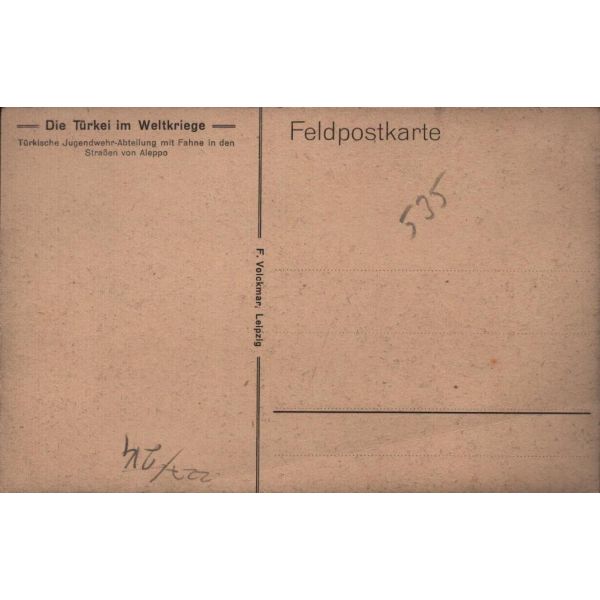 Die Türkei im Weltkriege
Türkische Jugendwehr-Abteilung mit Fahne in den
Straßen von Aleppo
F. Volckmar, Leipzig
Feldpostkarte
535